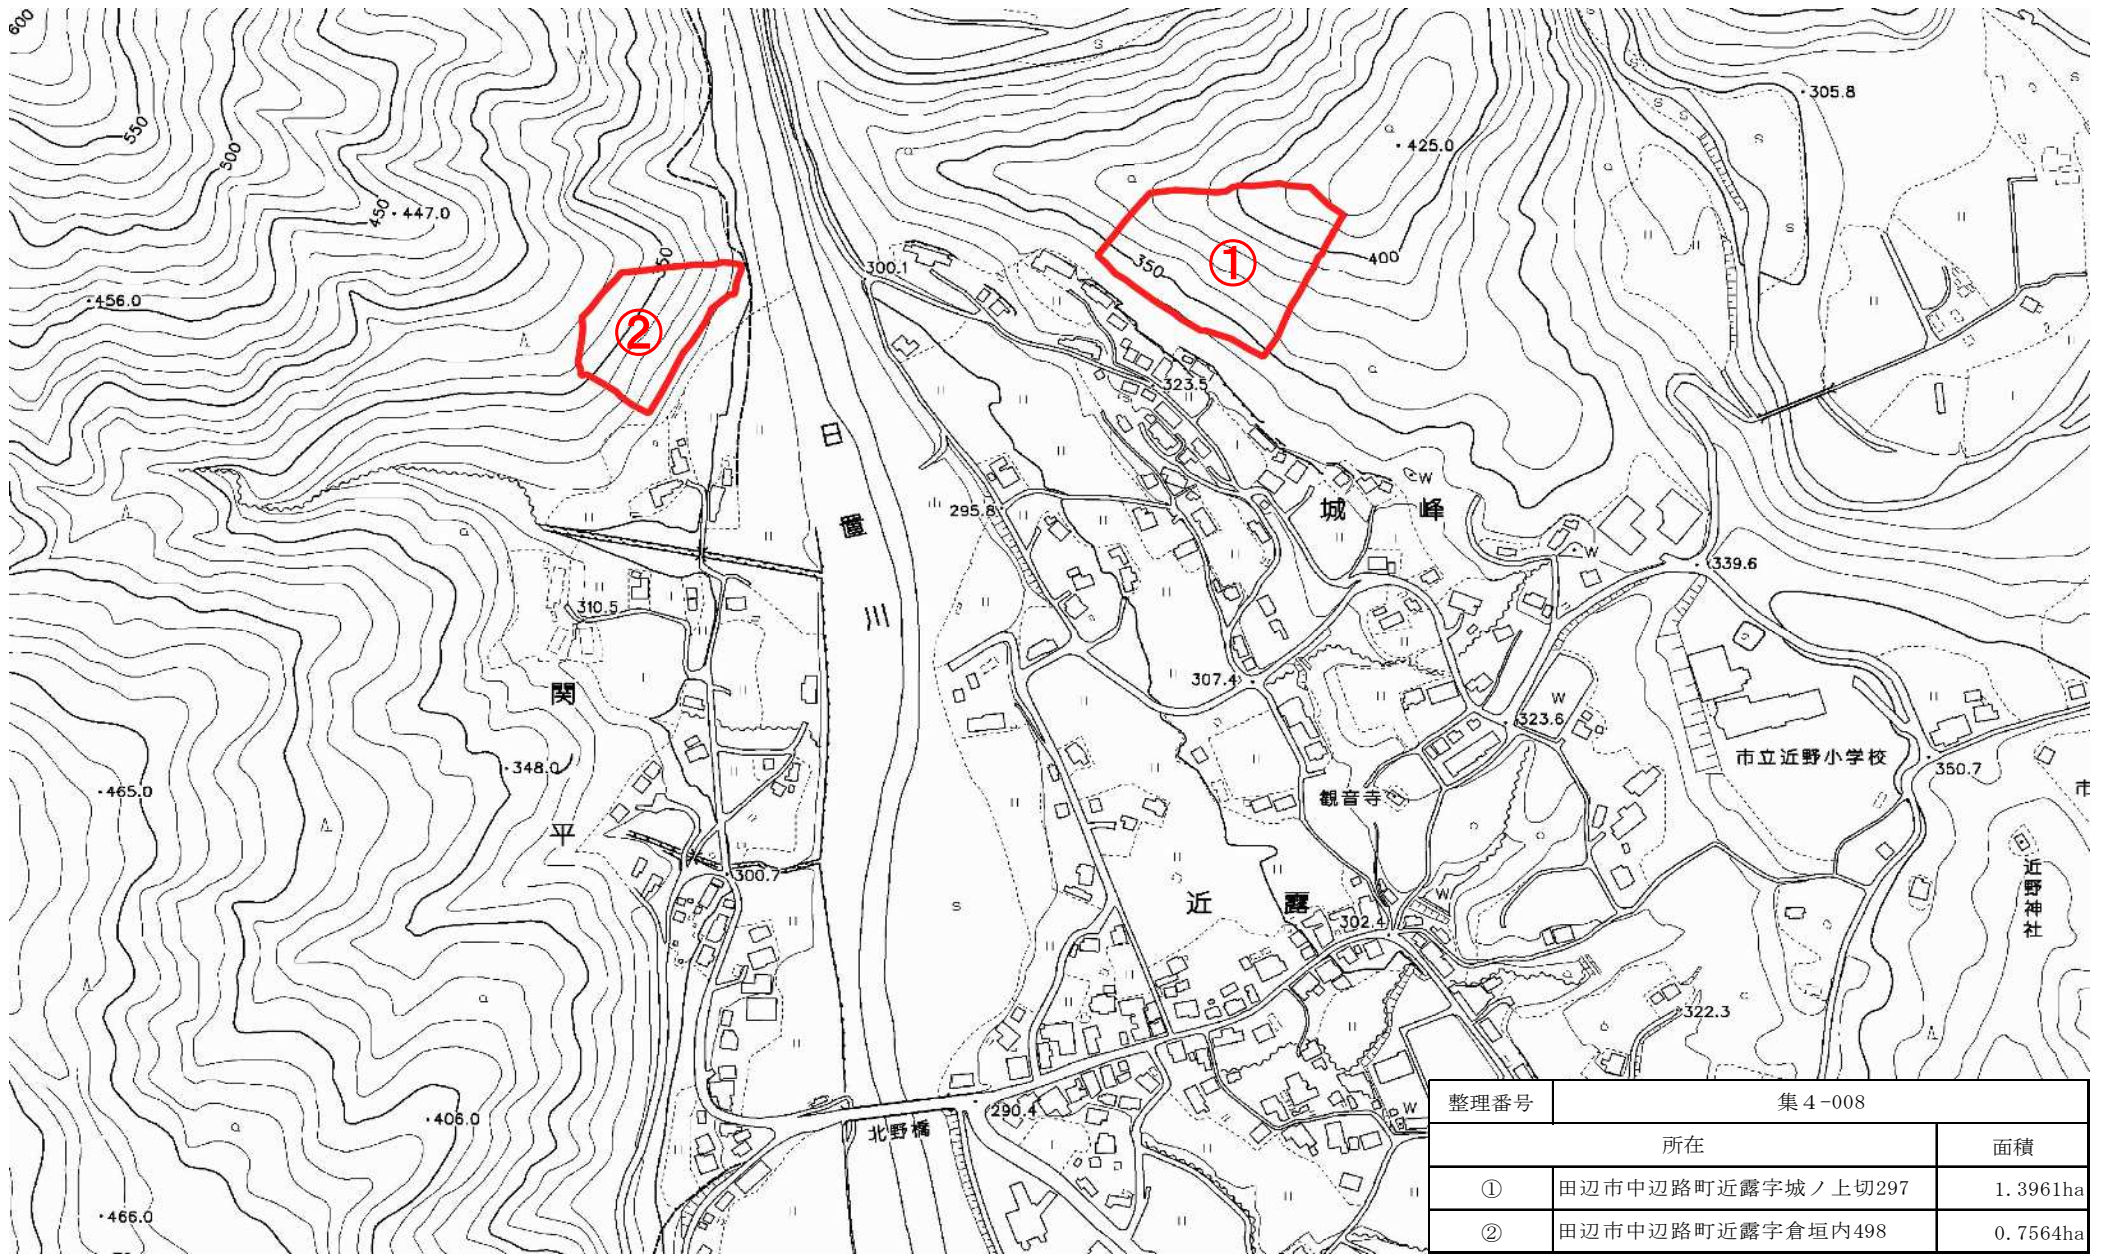 600
550
500
450
・447.0
・456.0
350
②
300.1
①
350
400
・425.0
・305.8
323.5
日置川
295.8
城峰
W
W
・339.6
310.5
関平
・348.0
307.4
・323.6
W
市立近野小学校
・350.7
市
観音寺
・465.0
300.7
近露
302.4
W
近野神社
322.3
・406.0
北野橋
・290.4
W
・466.0
整理番号 集4-008
所在 面積
① 田辺市中辺路町近露字城ノ上切297 1.3961ha
② 田辺市中辺路町近露字倉垣内498 0.7564ha